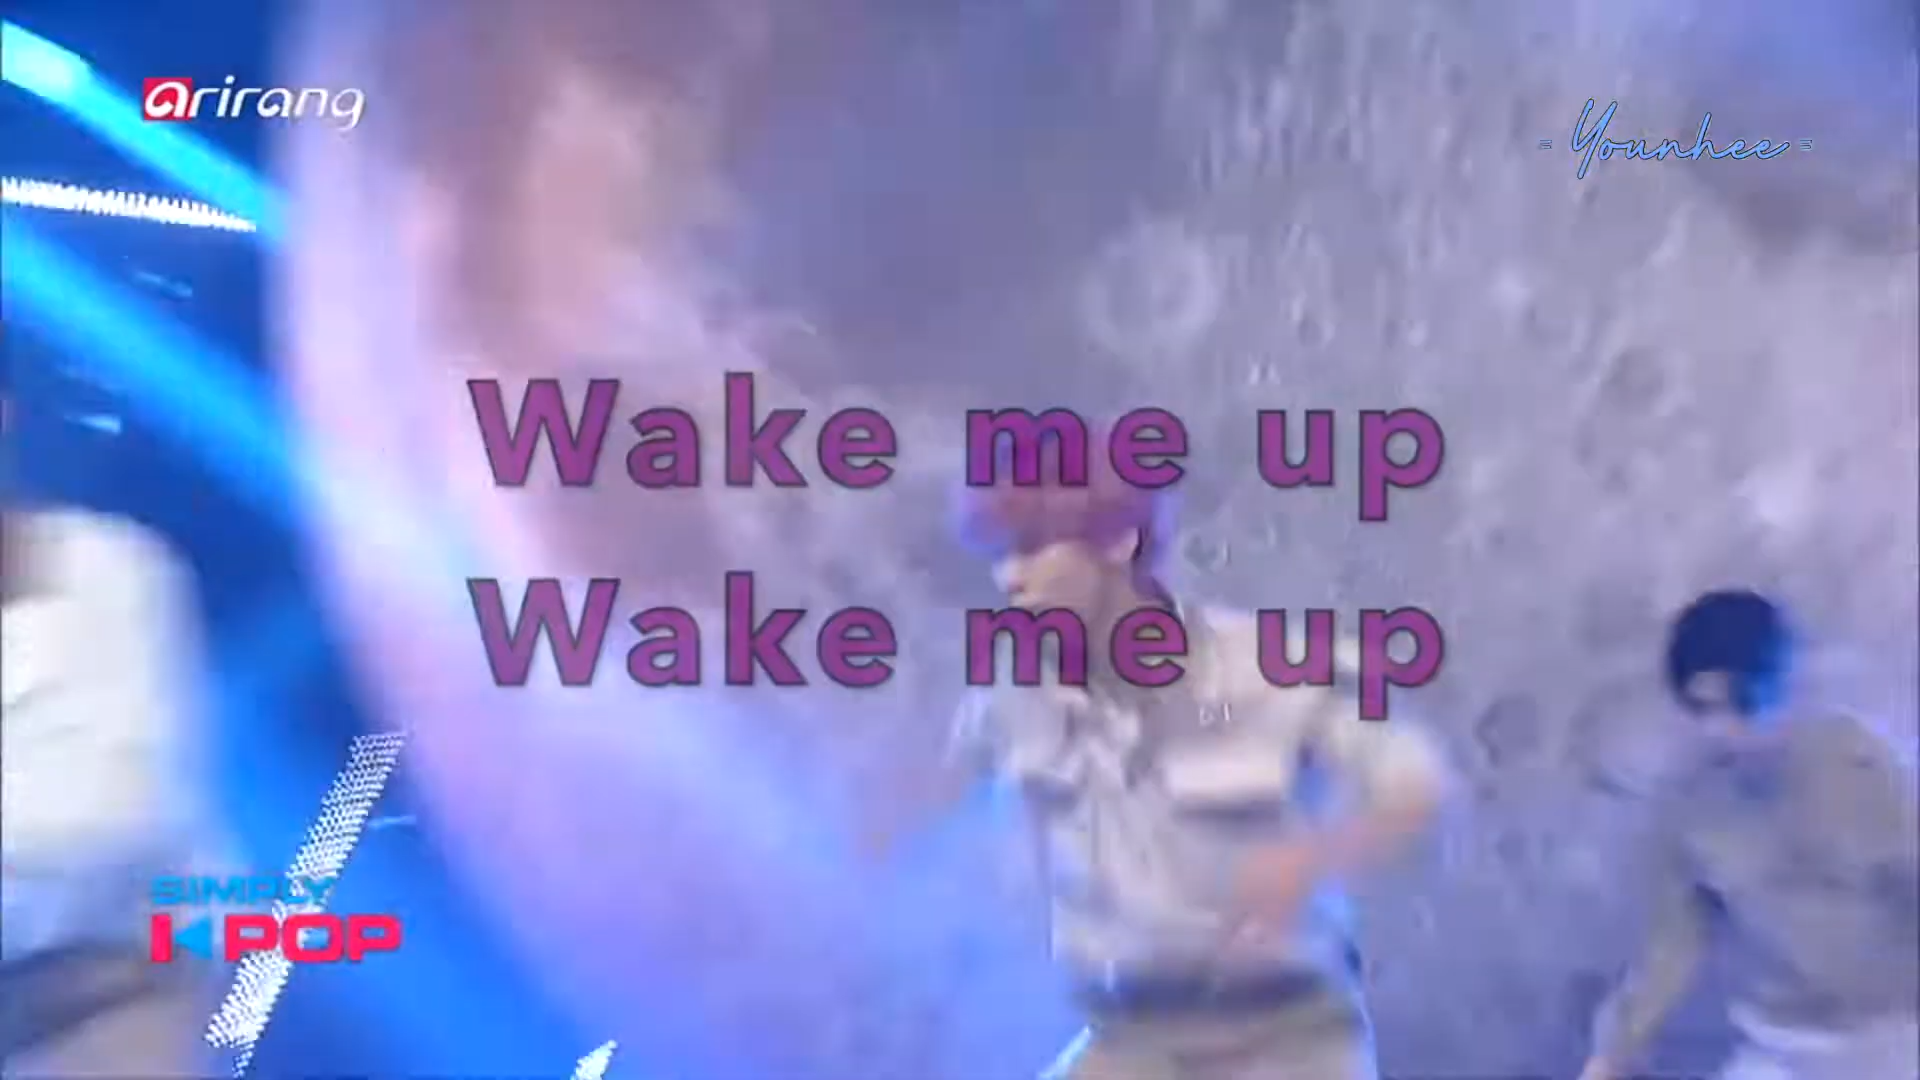 arirang
= Younhee =
Wake me up
Wake me up
SIMPLY
K POP